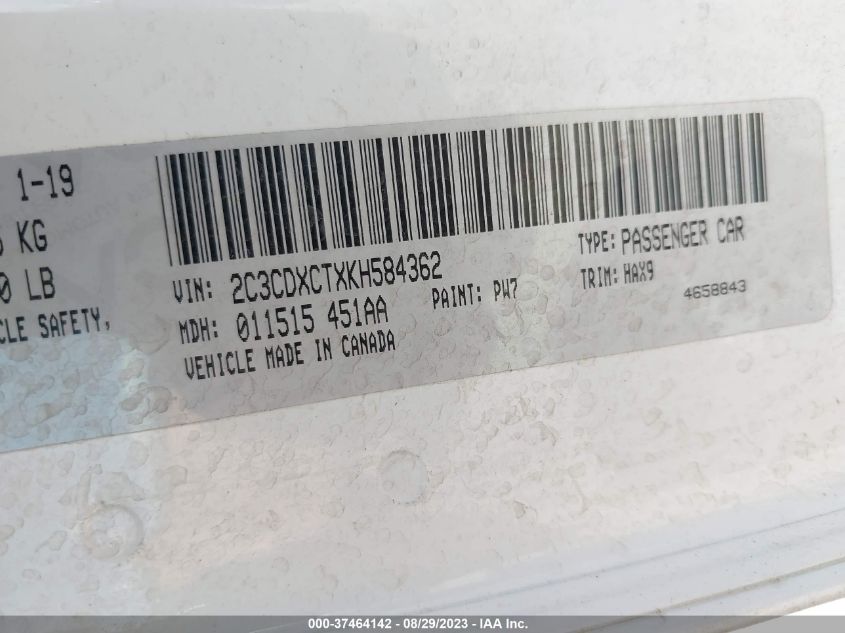 1-19
KG
LB
CLE SAFETY,
VIN: 2C3CDXCTXKH584362
TYPE: PASSENGER CAR
MDH: 011515 451AA
PAINT: PW7
TRIM: HAX9
4658843
VEHICLE MADE IN CANADA
000-37464142 - 08/29/2023 - IAA Inc.